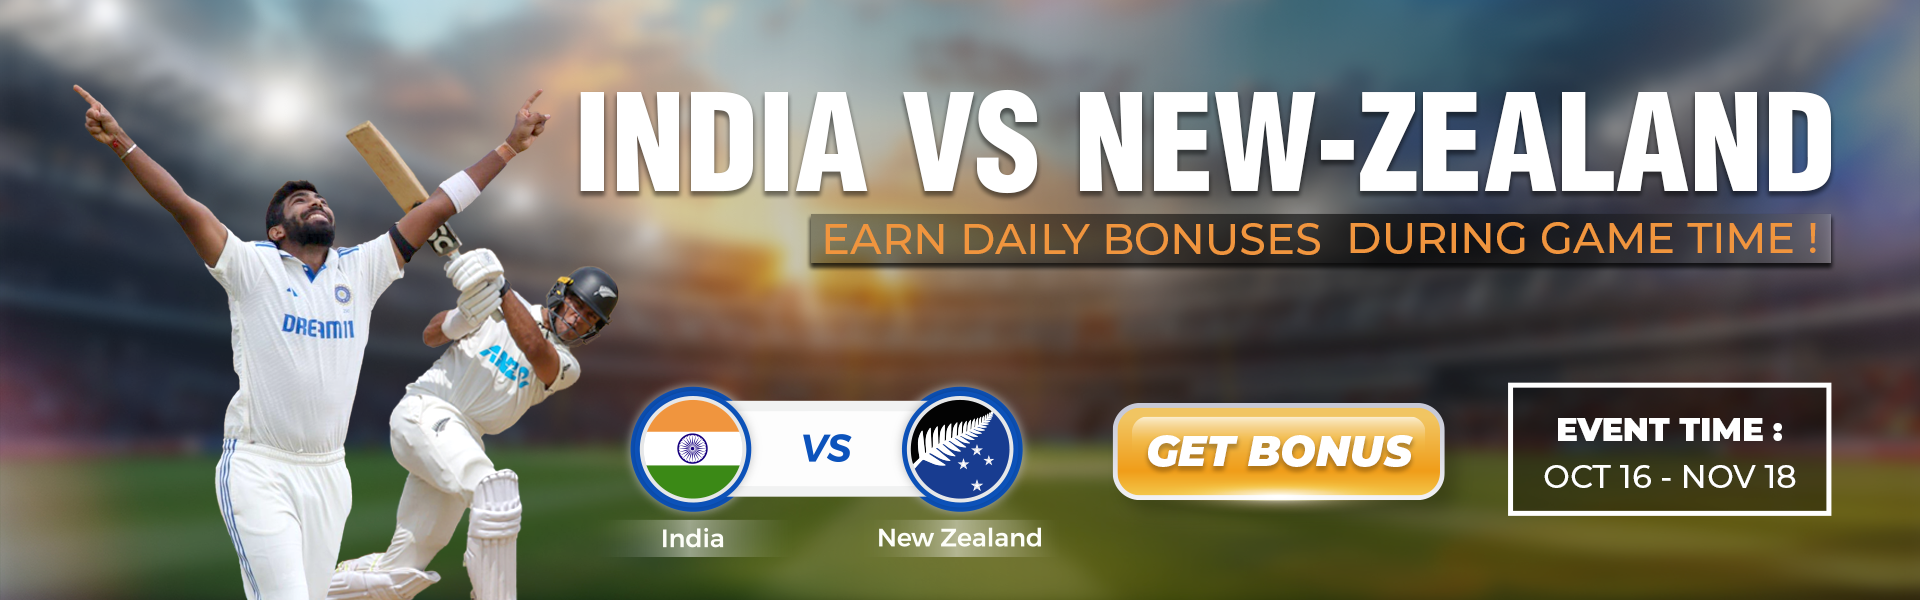 INDIA VS NEW-ZEALAND
EARN DAILY BONUSES DURING GAME TIME !
DREAM11
ANZ
VS
GET BONUS
EVENT TIME :
OCT 16 - NOV 18
India
New Zealand